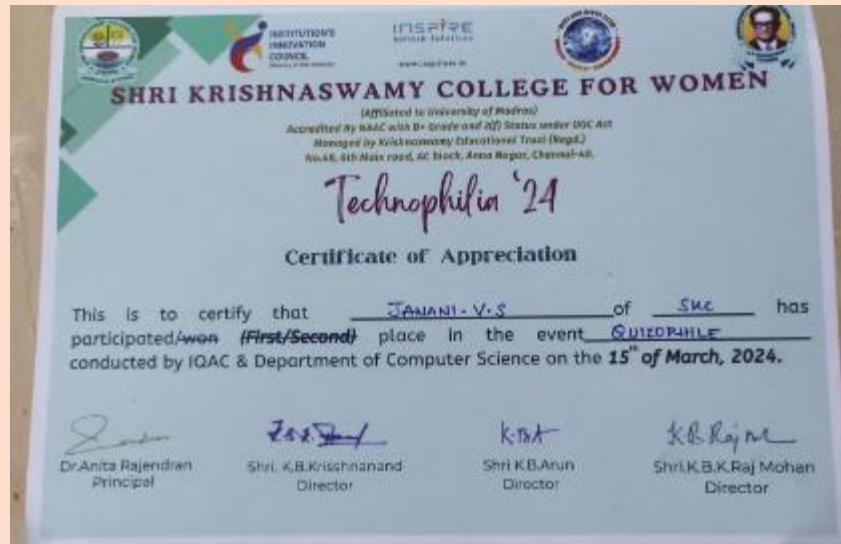 INSTITUTION'S
INNOVATION
COUNCIL
INSPIRE
SHRI KRISHNASWAMY COLLEGE FOR WOMEN
(Affiliated to University of Madras)
Accredited By NAAC with B+ Grade and 2(f) Status under UGC Act
Managed by Krishnaswamy Educational Trust (Regd.)
No.48, 6th Main road, AC block, Anna Nagar, Chennai-40.
Technophilia '24
Certificate of Appreciation
This is to certify that JANANI. V. S of SKC has
participated/won (First/Second) place in the event QUIZOPHILE
conducted by IQAC & Department of Computer Science on the 15th of March, 2024.
K.B.A
K.B.Raj
Dr.Anita Rajendran Shri. K.B.Krisshnanand Shri K.B.Arun Shri.K.B.K.Raj Mohan
Principal Director Director Director